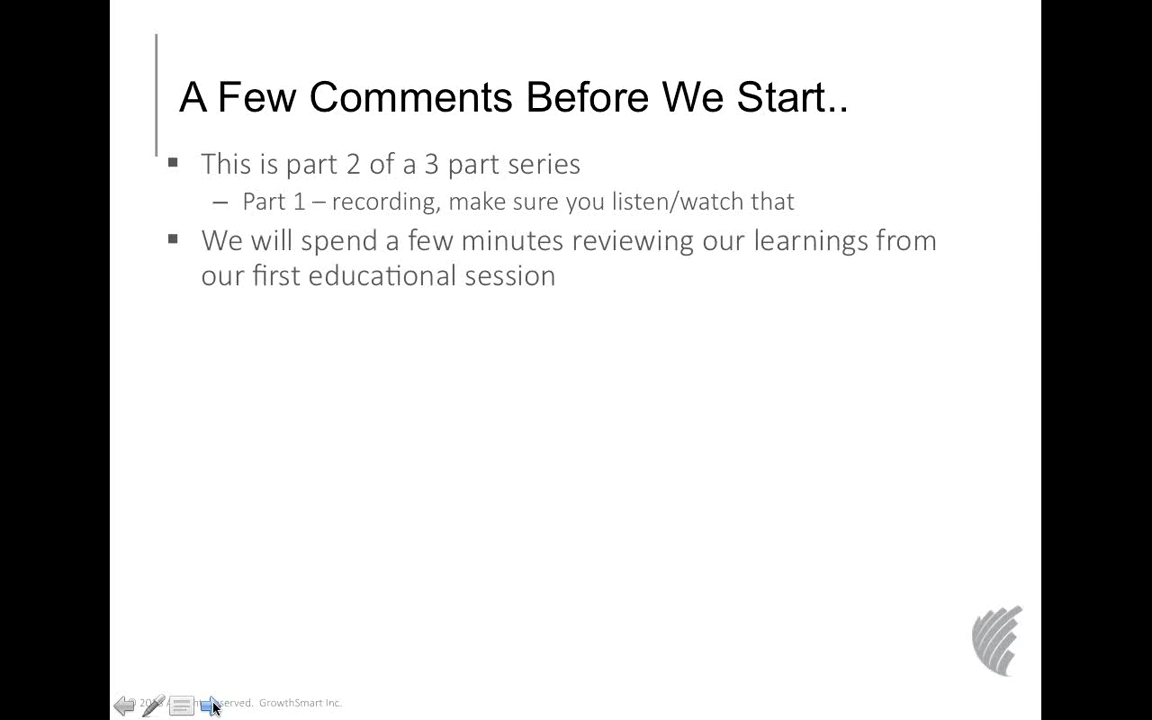 A Few Comments Before We Start..
▪ This is part 2 of a 3 part series
– Part 1 – recording, make sure you listen/watch that
▪ We will spend a few minutes reviewing our learnings from
our first educational session
© served. GrowthSmart Inc.